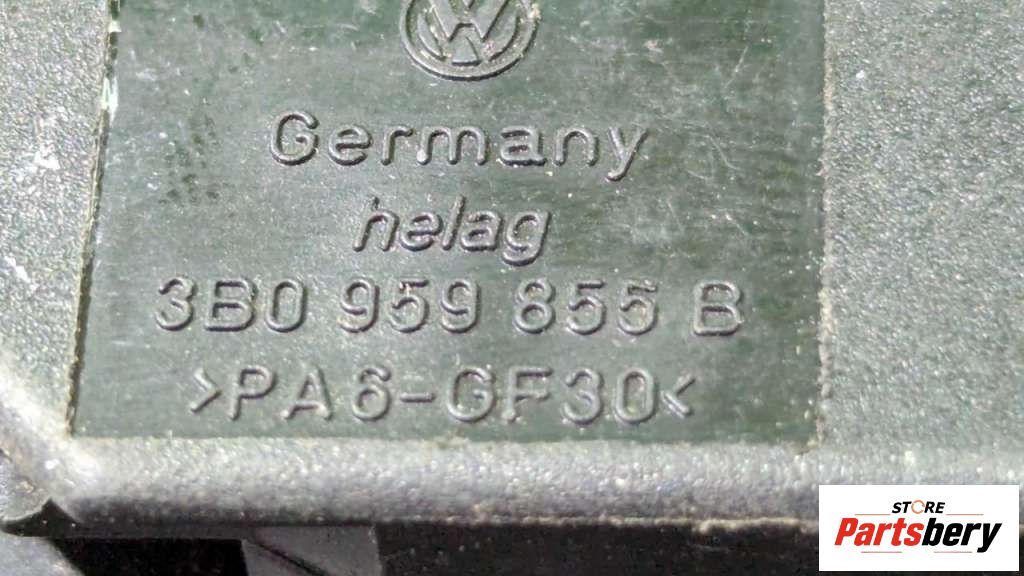 Germany
helag
3B0 959 855 B
>PA6-GF30<
STORE
Partsbery